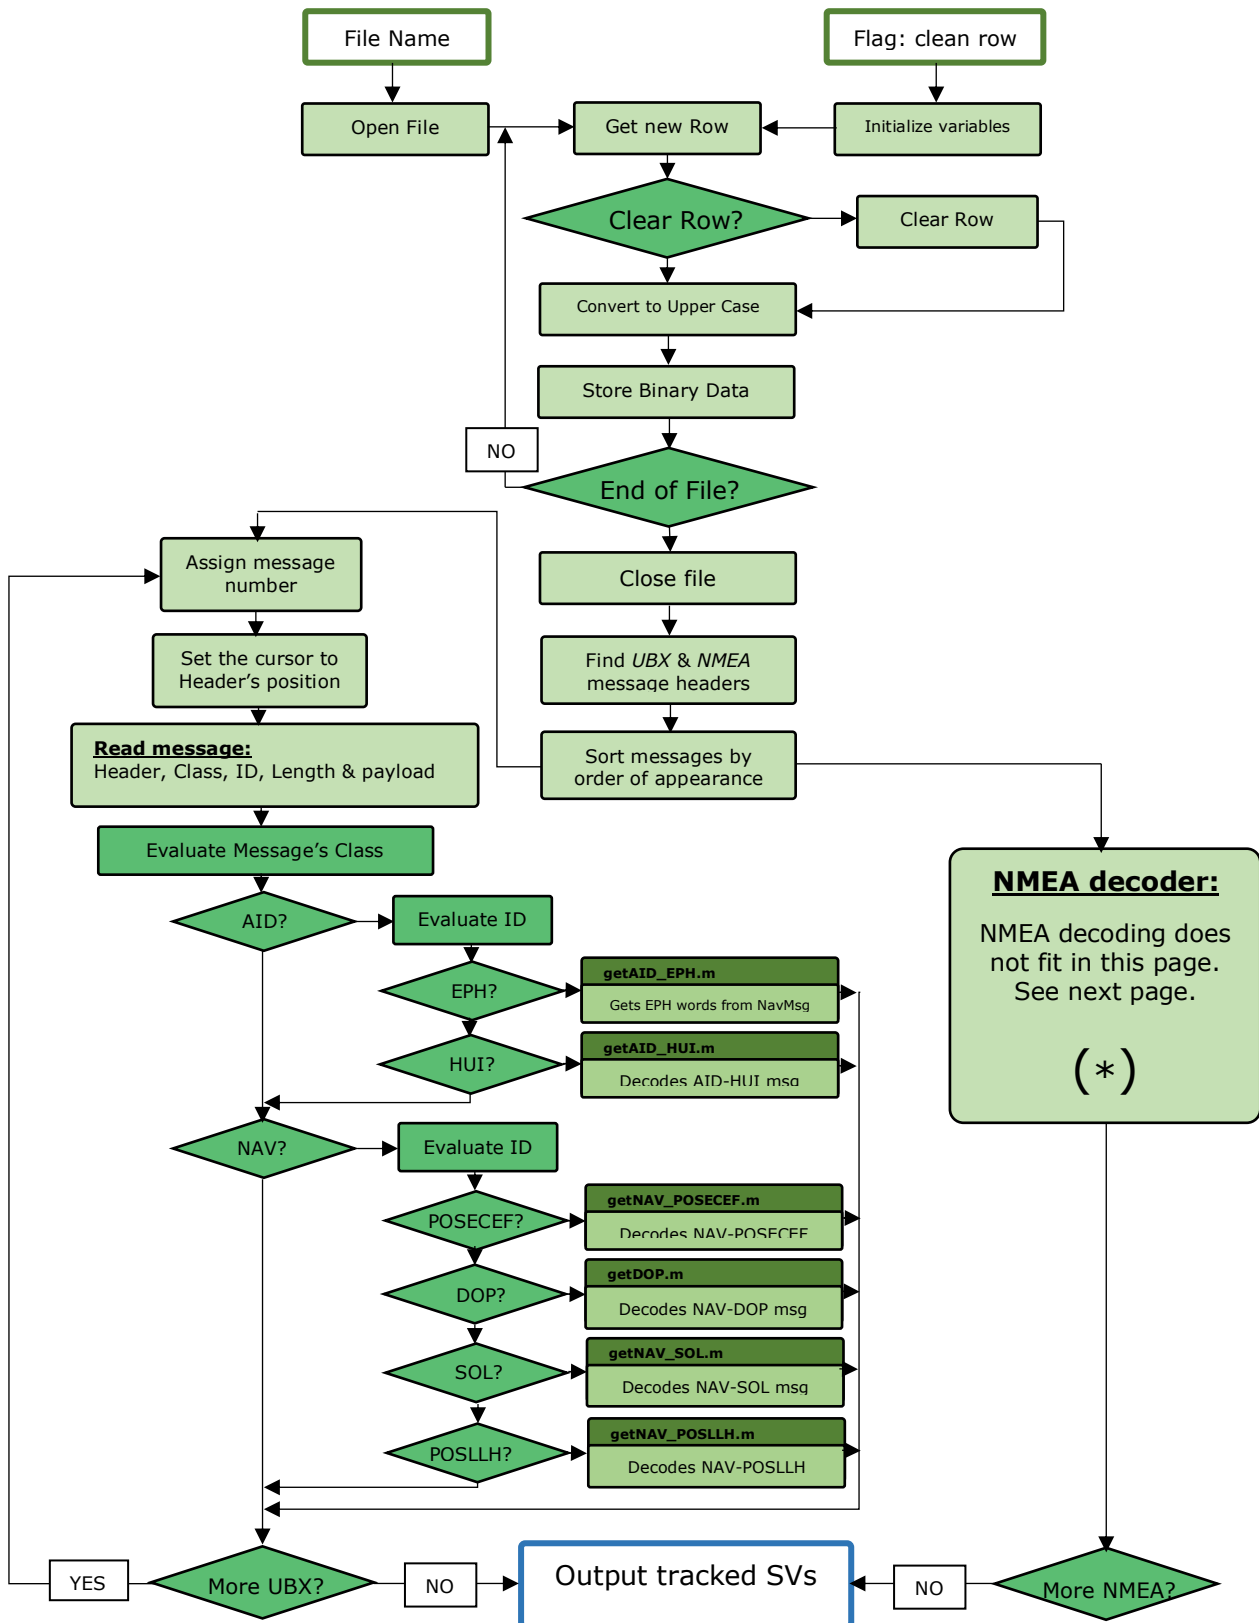 File Name
Flag: clean row
Open File
Get new Row
Initialize variables
Clear Row?
Clear Row
Convert to Upper Case
Store Binary Data
NO
End of File?
Assign message
number
Close file
Set the cursor to
Header's position
Find UBX & NMEA
message headers
Read message:
Header, Class, ID, Length & payload
Sort messages by
order of appearance
Evaluate Message's Class
NMEA decoder:
NMEA decoding does
not fit in this page.
See next page.
(*)
AID?
Evaluate ID
EPH?
getAID_EPH.m
Gets EPH words from NavMsg
HUI?
getAID_HUI.m
Decodes AID-HUI msg
NAV?
Evaluate ID
POSECEF?
getNAV_POSECEF.m
Decodes NAV-POSECEF
DOP?
getDOP.m
Decodes NAV-DOP msg
SOL?
getNAV_SOL.m
Decodes NAV-SOL msg
POSLLH?
getNAV_POSLLH.m
Decodes NAV-POSLLH
YES
More UBX?
NO
Output tracked SVs
NO
More NMEA?